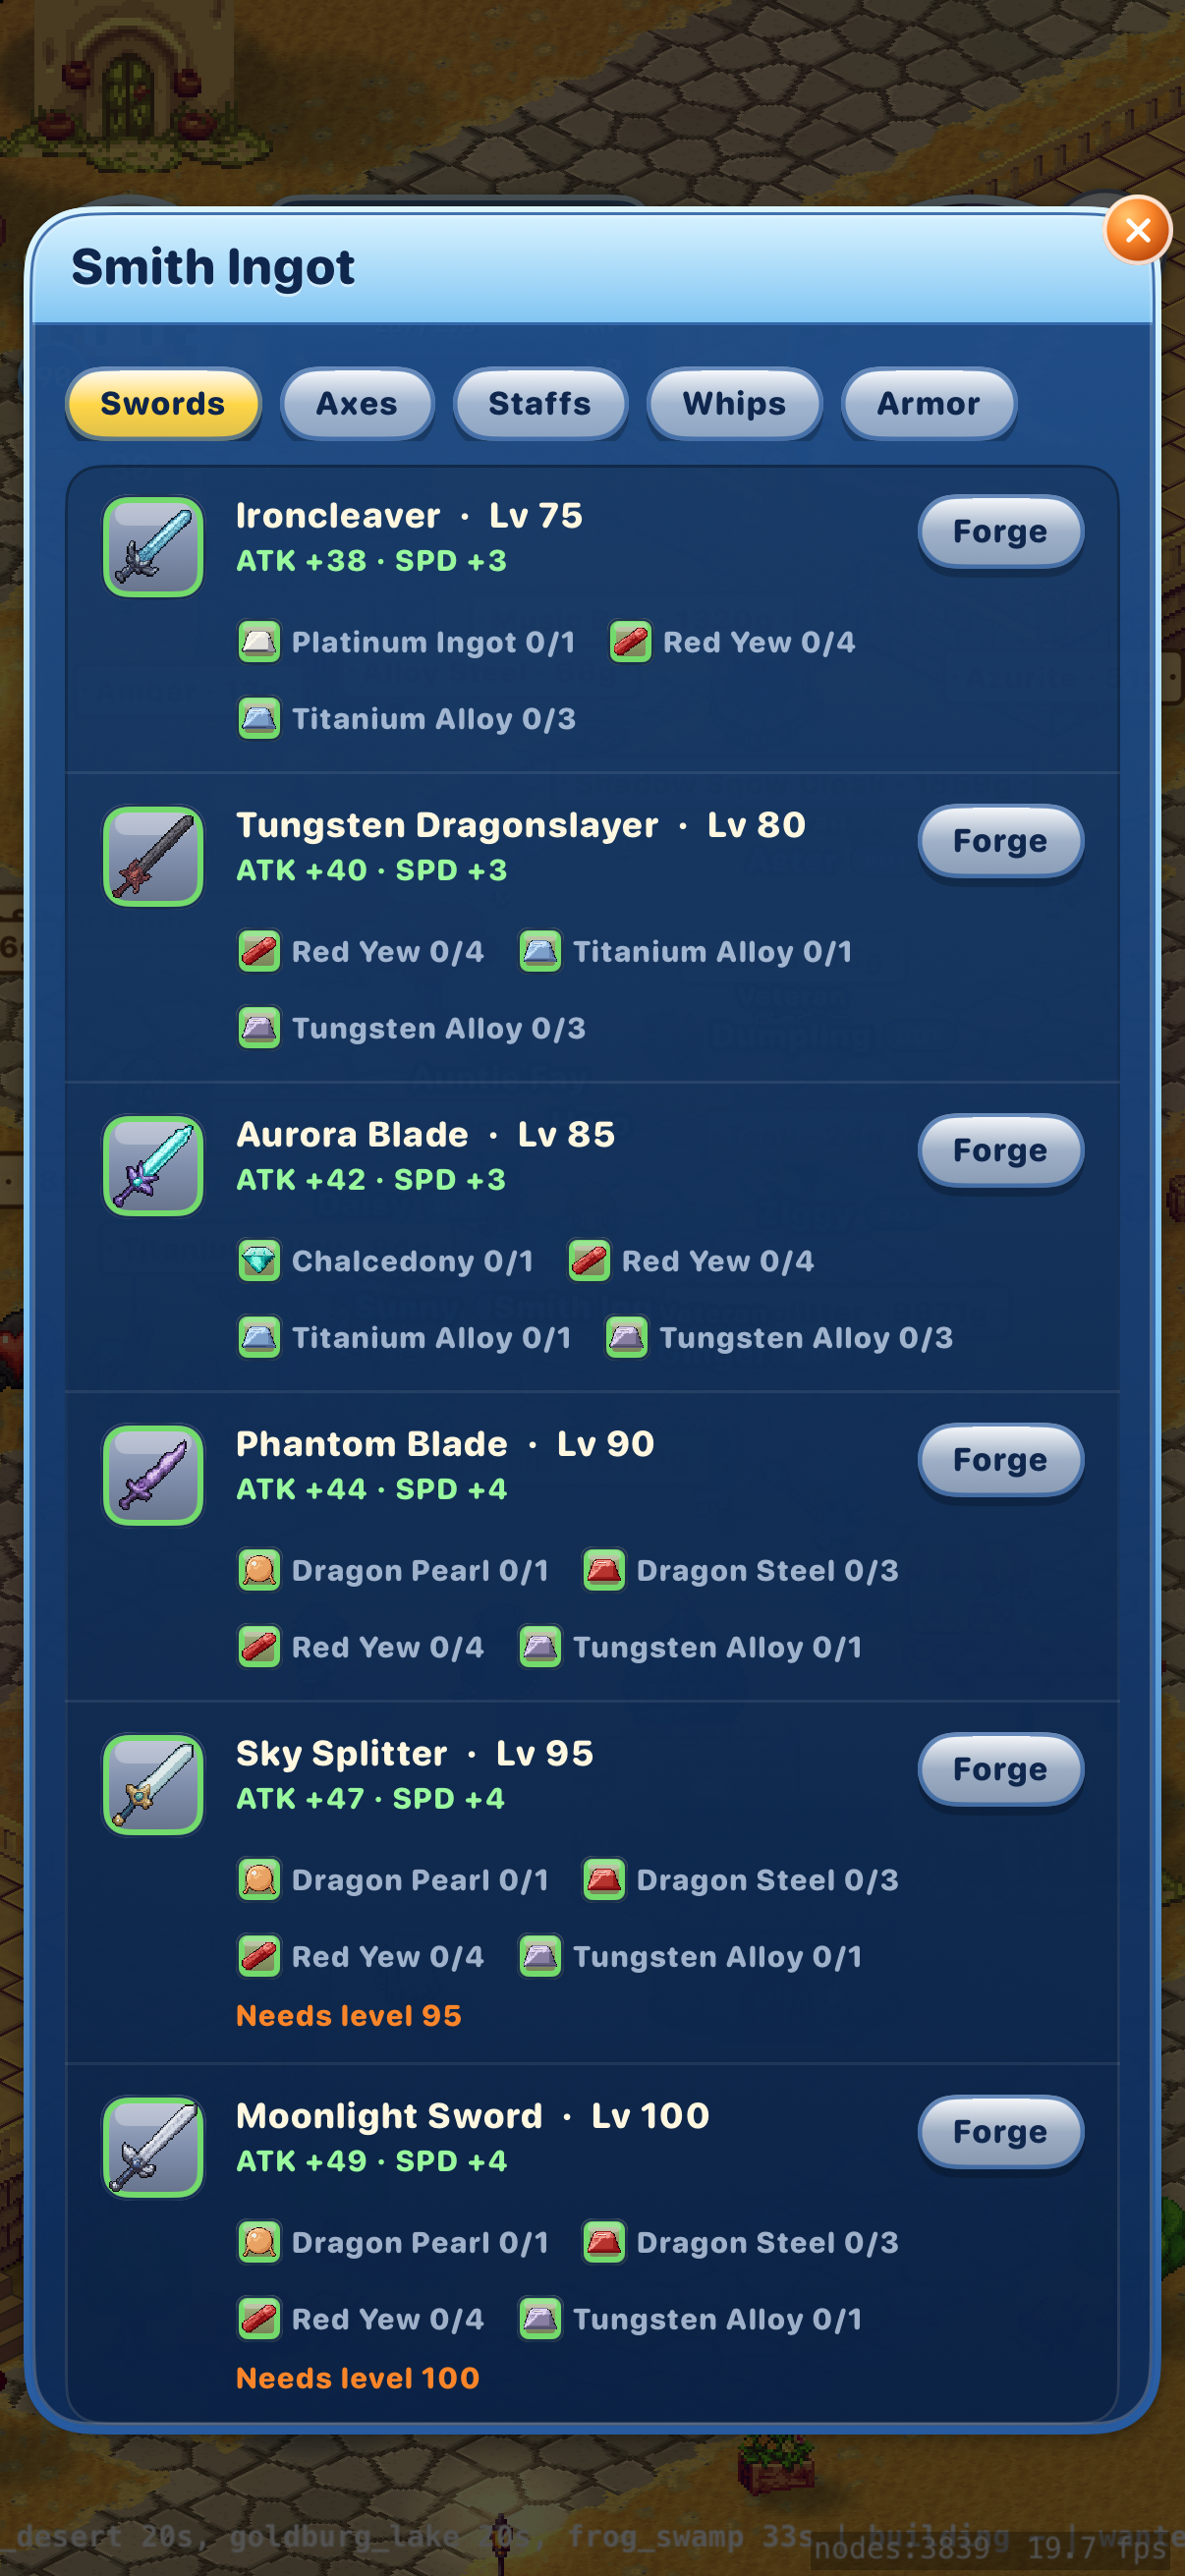 Smith Ingot
Swords Axes Staffs Whips Armor
Ironcleaver · Lv 75
Forge
ATK +38 · SPD +3
Platinum Ingot 0/1 Red Yew 0/4
Titanium Alloy 0/3
Tungsten Dragonslayer · Lv 80
Forge
ATK +40 · SPD +3
Red Yew 0/4 Titanium Alloy 0/1
Tungsten Alloy 0/3
Aurora Blade · Lv 85
Forge
ATK +42 · SPD +3
Chalcedony 0/1 Red Yew 0/4
Titanium Alloy 0/1 Tungsten Alloy 0/3
Phantom Blade · Lv 90
Forge
ATK +44 · SPD +4
Dragon Pearl 0/1 Dragon Steel 0/3
Red Yew 0/4 Tungsten Alloy 0/1
Sky Splitter · Lv 95
Forge
ATK +47 · SPD +4
Dragon Pearl 0/1 Dragon Steel 0/3
Red Yew 0/4 Tungsten Alloy 0/1
Needs level 95
Moonlight Sword · Lv 100
Forge
ATK +49 · SPD +4
Dragon Pearl 0/1 Dragon Steel 0/3
Red Yew 0/4 Tungsten Alloy 0/1
Needs level 100
_desert 20s, goldburg_lake 20s, frog_swamp 33s | building
nodes:3839 19.7 fps